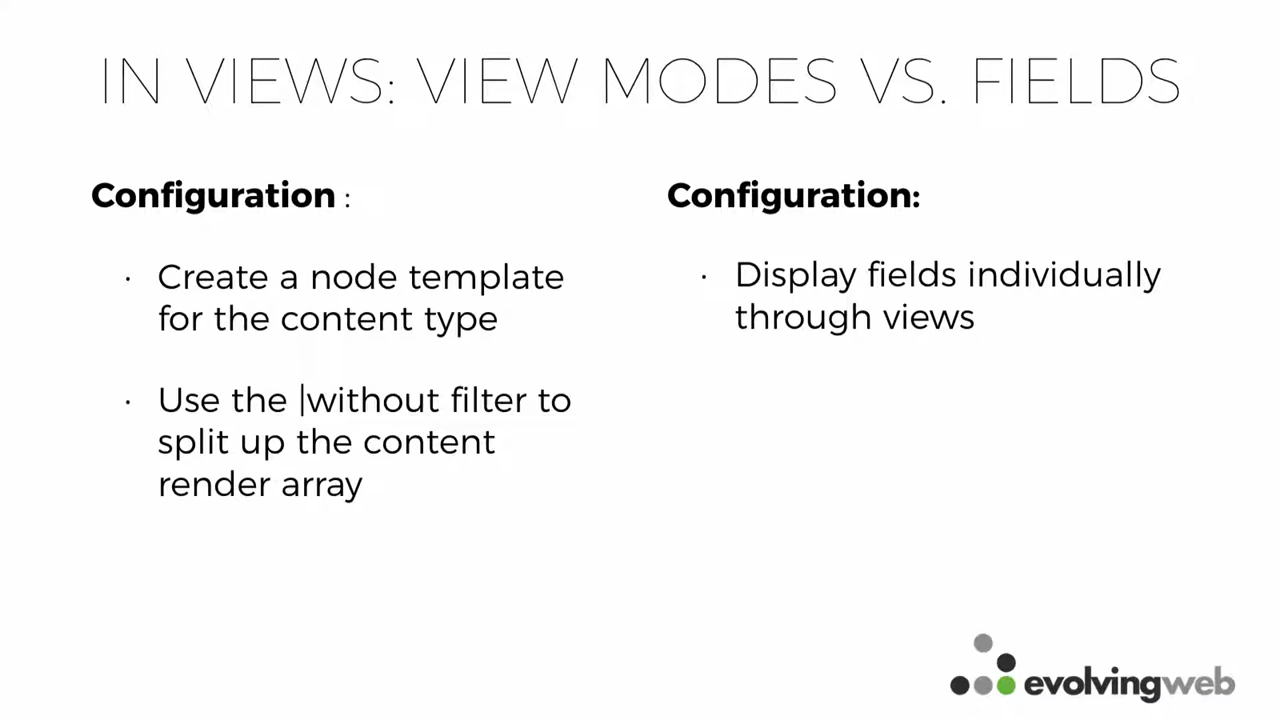 IN VIEWS: VIEW MODES VS. FIELDS
Configuration :
· Create a node template
for the content type
· Use the |without filter to
split up the content
render array
Configuration:
· Display fields individually
through views
evolvingweb